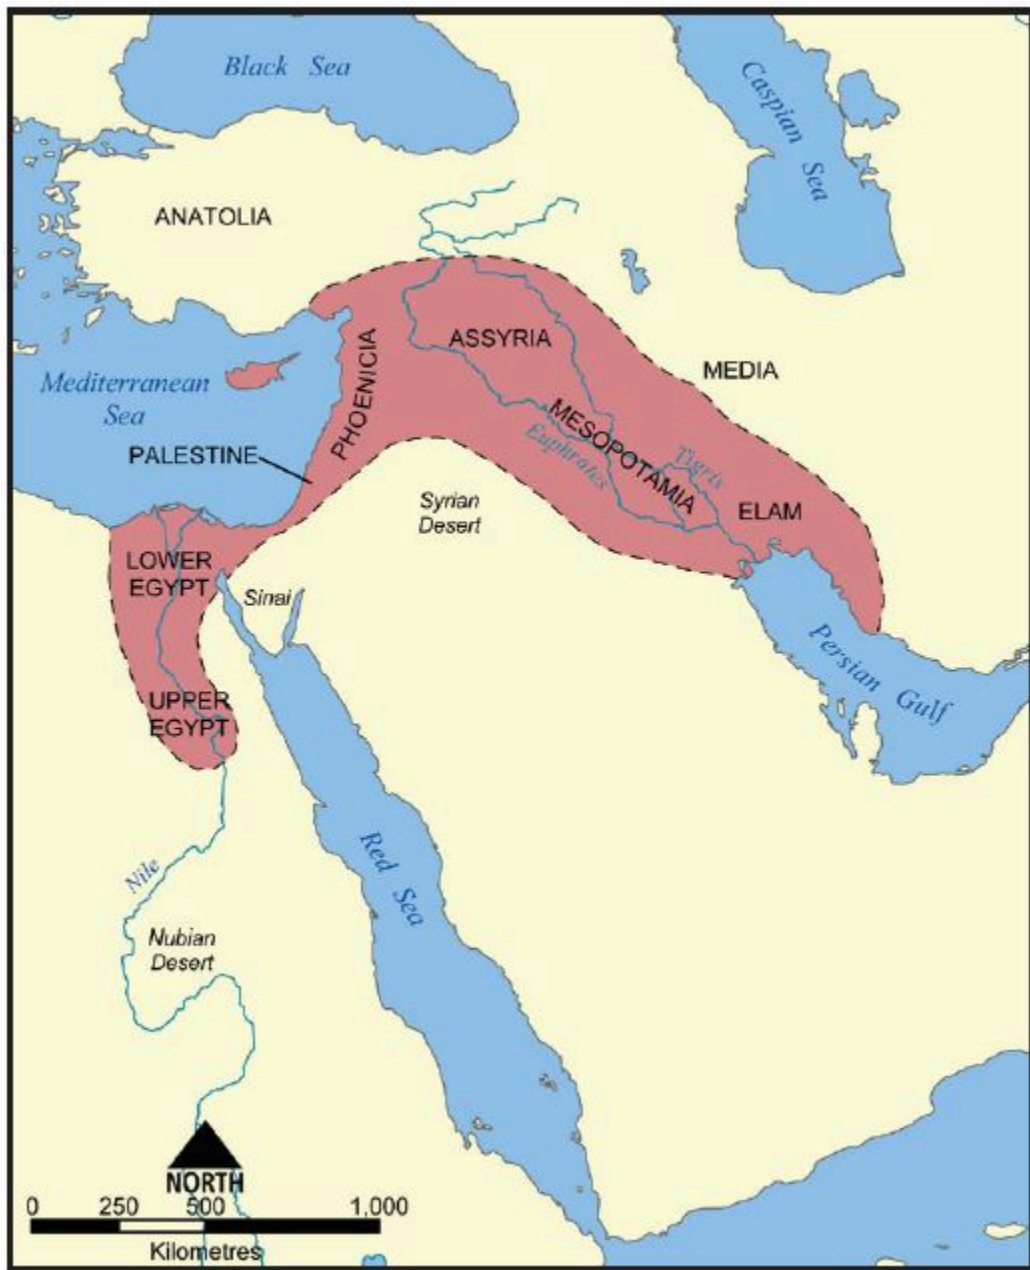 Black Sea
Caspian Sea
ANATOLIA
ASSYRIA
PHOENICIA
MEDIA
Mediterranean
Sea
MESOPOTAMIA
Euphrates
Tigris
PALESTINE
Syrian
Desert
ELAM
LOWER
EGYPT
Sinai
Persian Gulf
UPPER
EGYPT
Red Sea
Nile
Nubian
Desert
NORTH
0 250 500 1,000
Kilometres